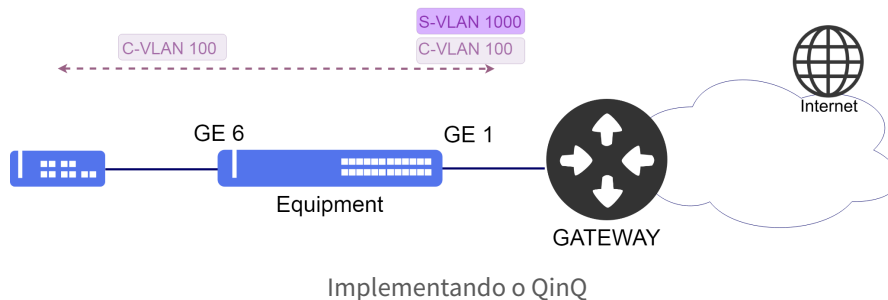 S-VLAN 1000
C-VLAN 100
C-VLAN 100
Internet
GE 6
GE 1
Equipment
GATEWAY
Implementando o QinQ